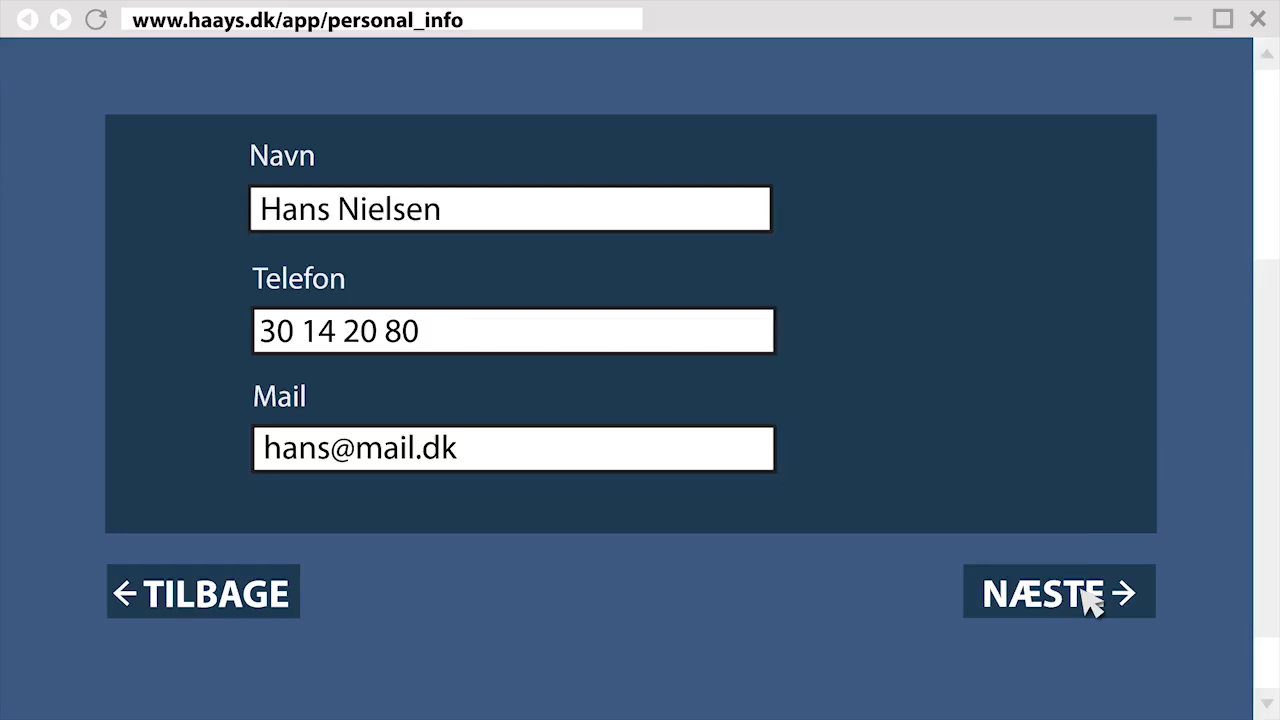 www.haays.dk/app/personal_info
Navn
Hans Nielsen
Telefon
30 14 20 80
Mail
hans@mail.dk
← TILBAGE
NÆSTE →